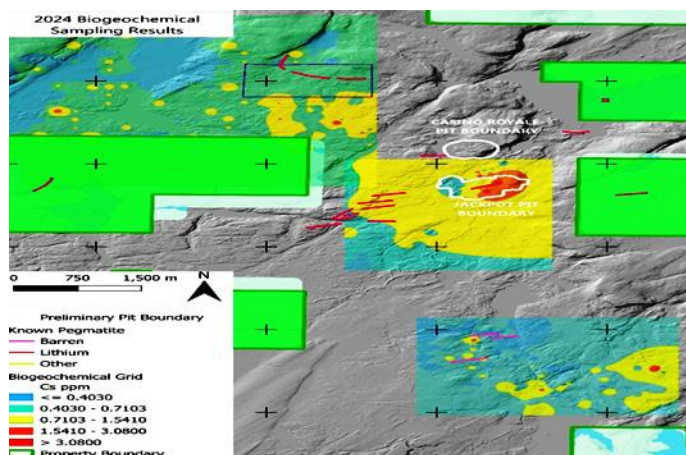 2024 Biogeochemical
Sampling Results
CASINO ROYALE
PIT BOUNDARY
JACKPOT PIT
BOUNDARY
0 750 1,500 m
N
Preliminary Pit Boundary
Known Pegmatite
Barren
Lithium
Other
Biogeochemical Grid
Cs ppm
<= 0.4030
0.4030 - 0.7103
0.7103 - 1.5410
1.5410 - 3.0800
> 3.0800
Property Boundary